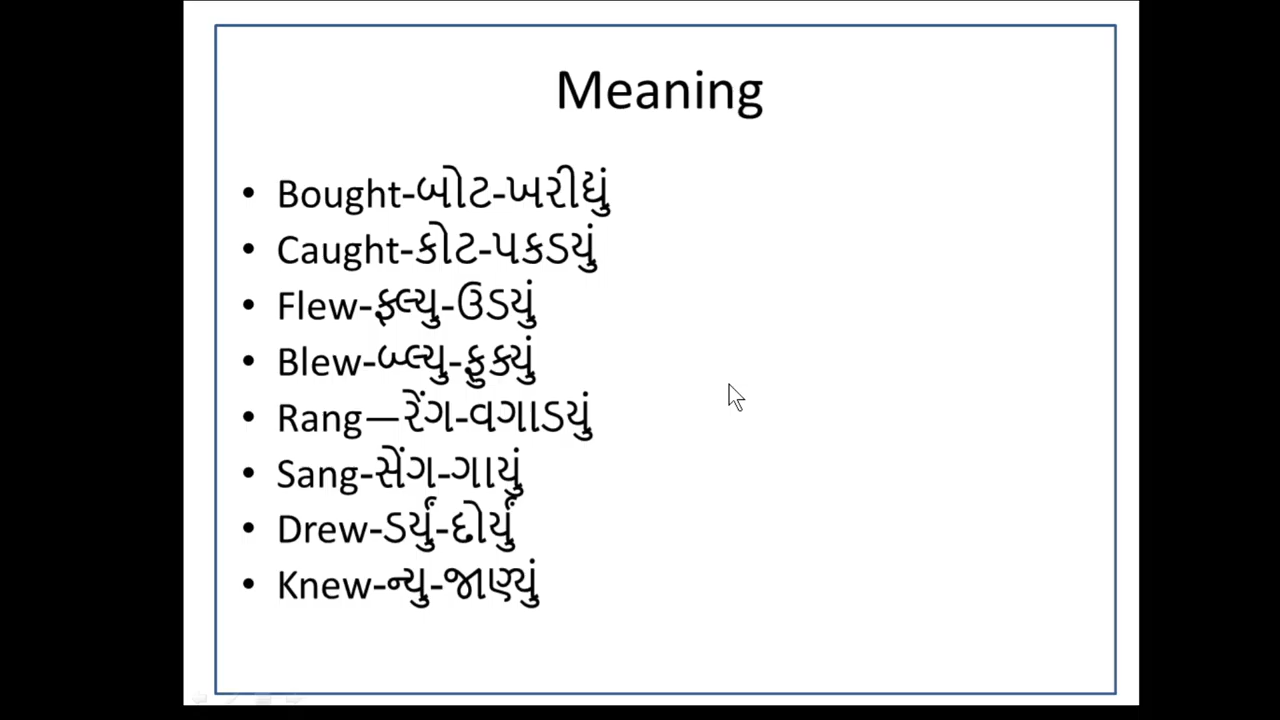 Meaning
• Bought-બોટ-ખરીદ્યું
• Caught-કોટ-પકડયું
• Flew-ફ્લ્યુ-ઉડયું
• Blew-બ્લ્યુ-ફુક્યું
• Rang—રેંગ-વગાડયું
• Sang-સેંગ-ગાયું
• Drew-ડર્યું-દોર્યું
• Knew-ન્યુ-જાણ્યું